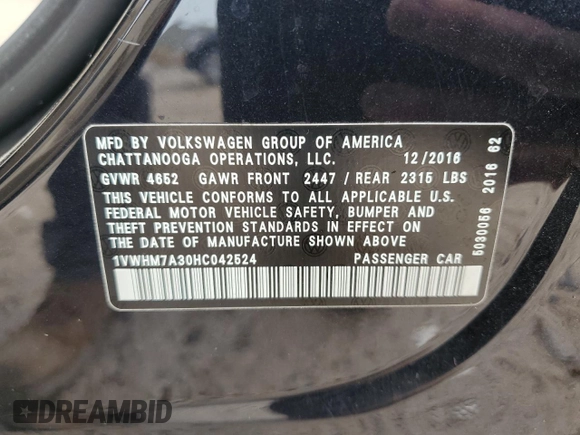 MFD BY VOLKSWAGEN GROUP OF AMERICA
CHATTANOOGA OPERATIONS, LLC. 12/2016
GVWR 4652 GAWR FRONT 2447 / REAR 2315 LBS
THIS VEHICLE CONFORMS TO ALL APPLICABLE U.S.
FEDERAL MOTOR VEHICLE SAFETY, BUMPER AND
THEFT PREVENTION STANDARDS IN EFFECT ON
THE DATE OF MANUFACTURE SHOWN ABOVE
1VWHM7A30HC042524 PASSENGER CAR
5030056 2016 62
DREAMBID